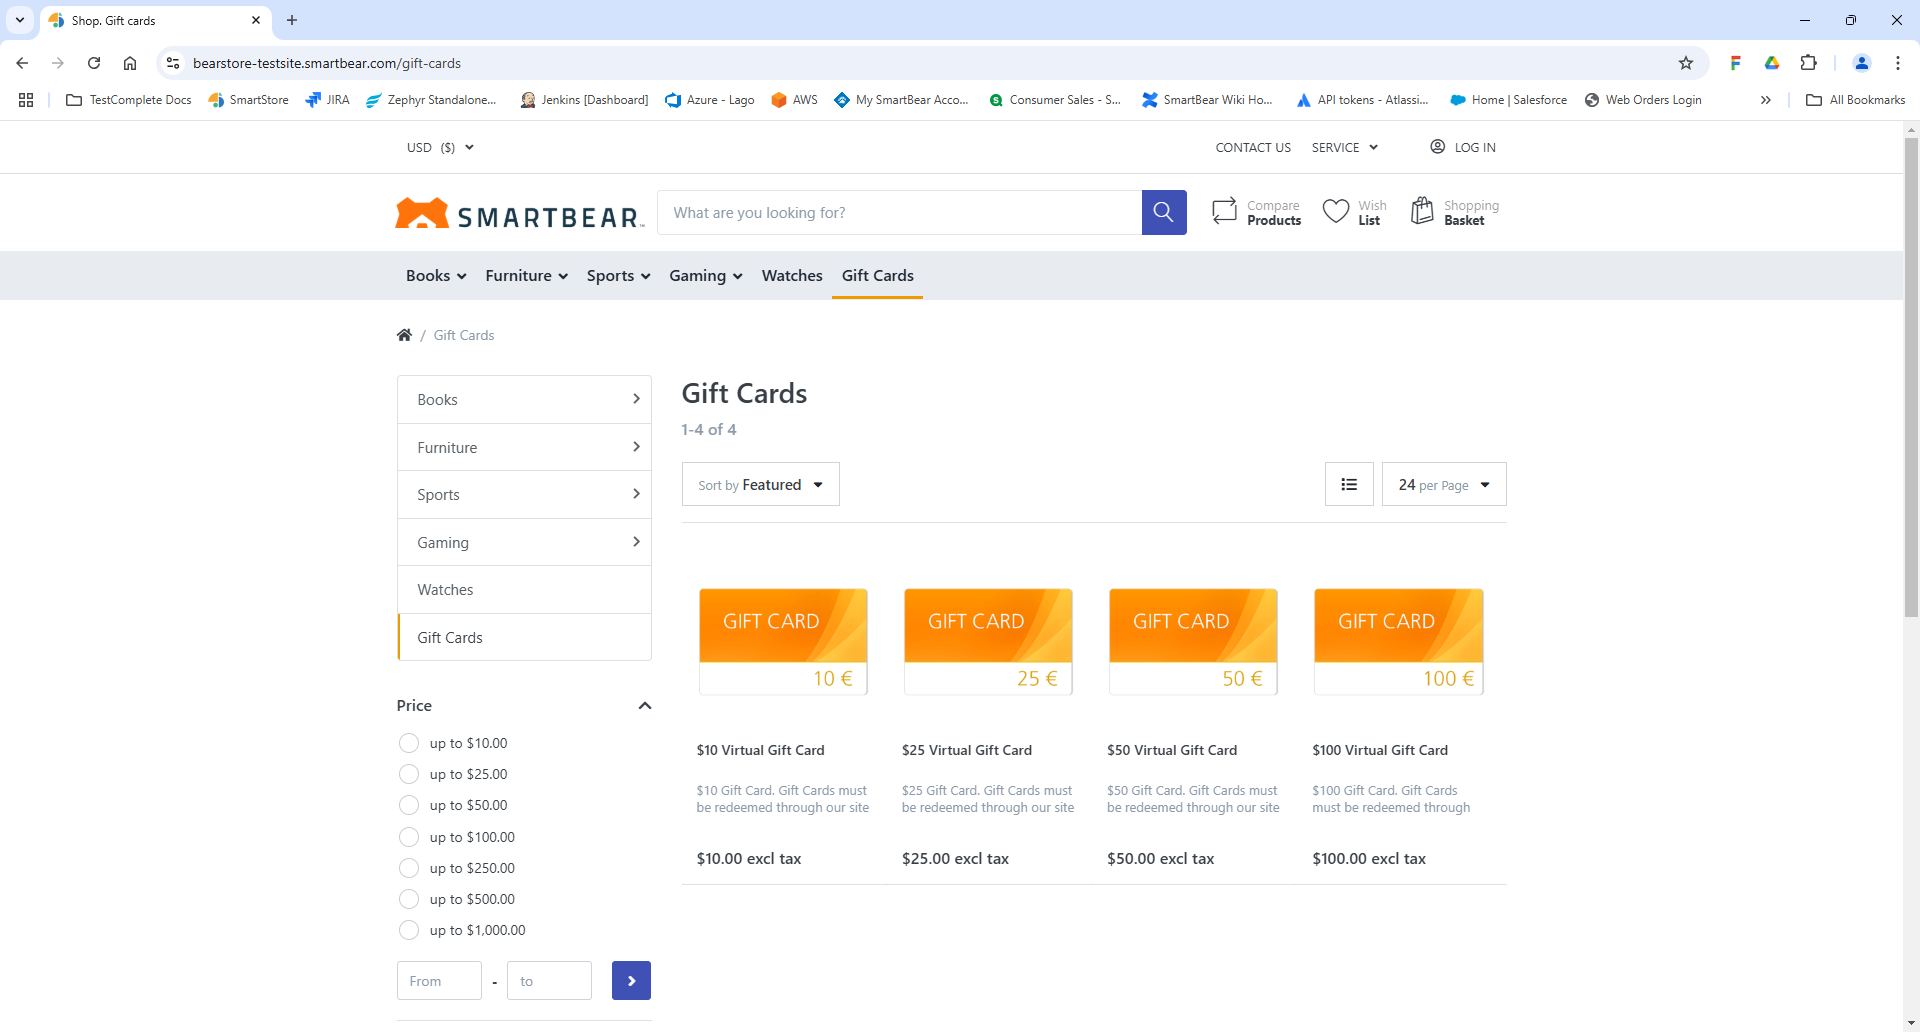 Shop. Gift cards
bearstore-testsite.smartbear.com/gift-cards
TestComplete Docs SmartStore JIRA Zephyr Standalone... Jenkins [Dashboard] Azure - Lago AWS My SmartBear Acco... Consumer Sales - S... SmartBear Wiki Ho... API tokens - Atlassi... Home | Salesforce Web Orders Login » All Bookmarks
USD ($) CONTACT US SERVICE LOG IN
SMARTBEAR What are you looking for?
Compare Products
Wish List
Shopping Basket
Books Furniture Sports Gaming Watches Gift Cards
/ Gift Cards
Books
Furniture
Sports
Gaming
Watches
Gift Cards
Price
up to $10.00
up to $25.00
up to $50.00
up to $100.00
up to $250.00
up to $500.00
up to $1,000.00
From - to
Gift Cards
1-4 of 4
Sort by Featured 24 per Page
GIFT CARD
10 €
$10 Virtual Gift Card
$10 Gift Card. Gift Cards must
be redeemed through our site
$10.00 excl tax
GIFT CARD
25 €
$25 Virtual Gift Card
$25 Gift Card. Gift Cards must
be redeemed through our site
$25.00 excl tax
GIFT CARD
50 €
$50 Virtual Gift Card
$50 Gift Card. Gift Cards must
be redeemed through our site
$50.00 excl tax
GIFT CARD
100 €
$100 Virtual Gift Card
$100 Gift Card. Gift Cards
must be redeemed through
$100.00 excl tax